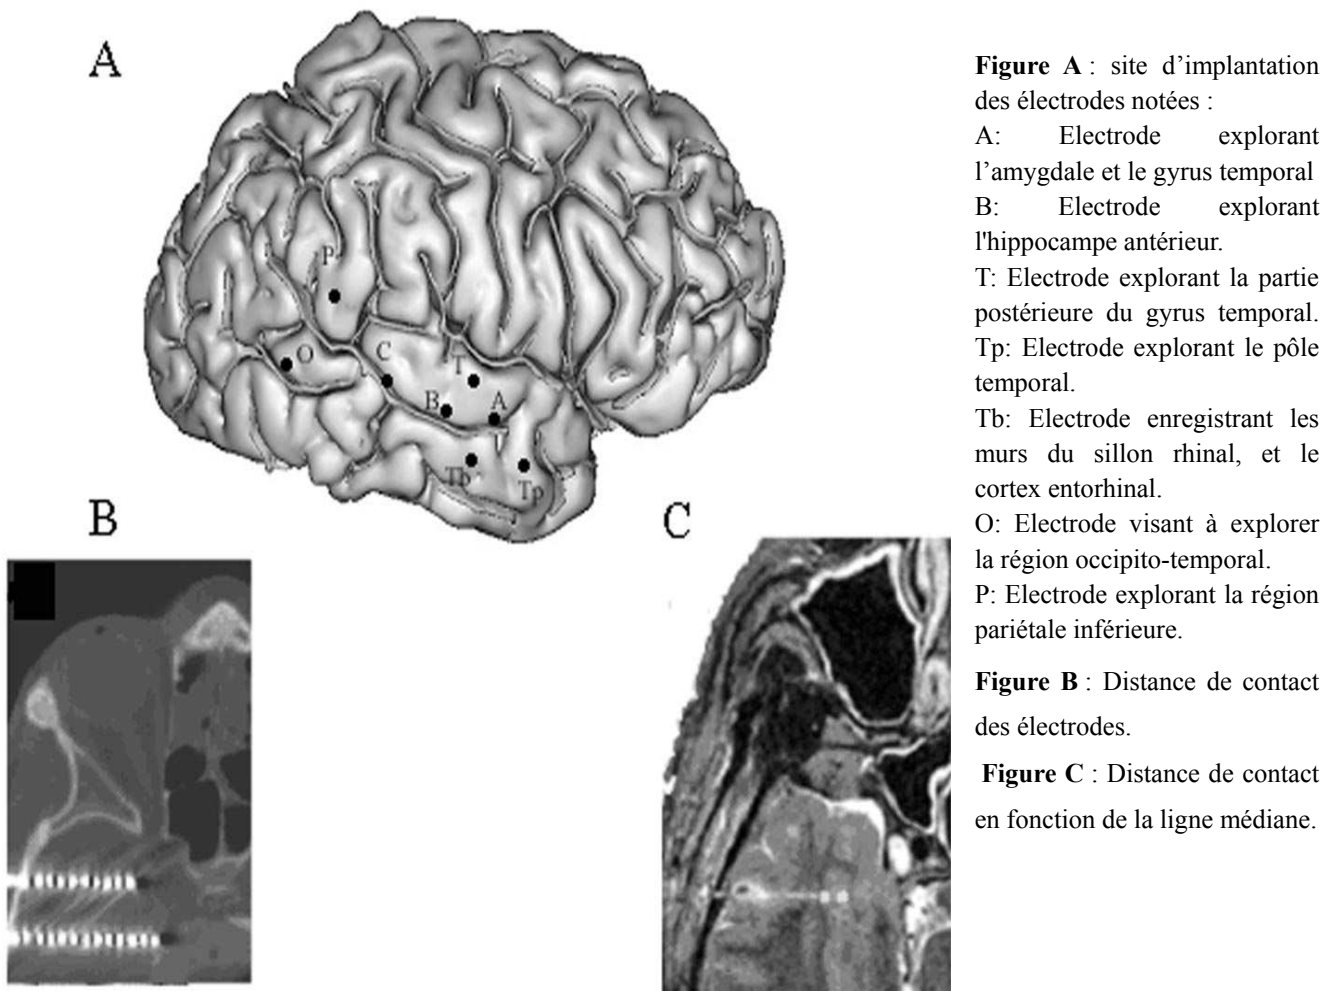 A
P
O
C
T
B
A
Tb
Tp
B
C
Figure A : site d’implantation
des électrodes notées :
A: Electrode explorant
l’amygdale et le gyrus temporal
B: Electrode explorant
l'hippocampe antérieur.
T: Electrode explorant la partie
postérieure du gyrus temporal.
Tp: Electrode explorant le pôle
temporal.
Tb: Electrode enregistrant les
murs du sillon rhinal, et le
cortex entorhinal.
O: Electrode visant à explorer
la région occipito-temporal.
P: Electrode explorant la région
pariétale inférieure.
Figure B : Distance de contact
des électrodes.
Figure C : Distance de contact
en fonction de la ligne médiane.